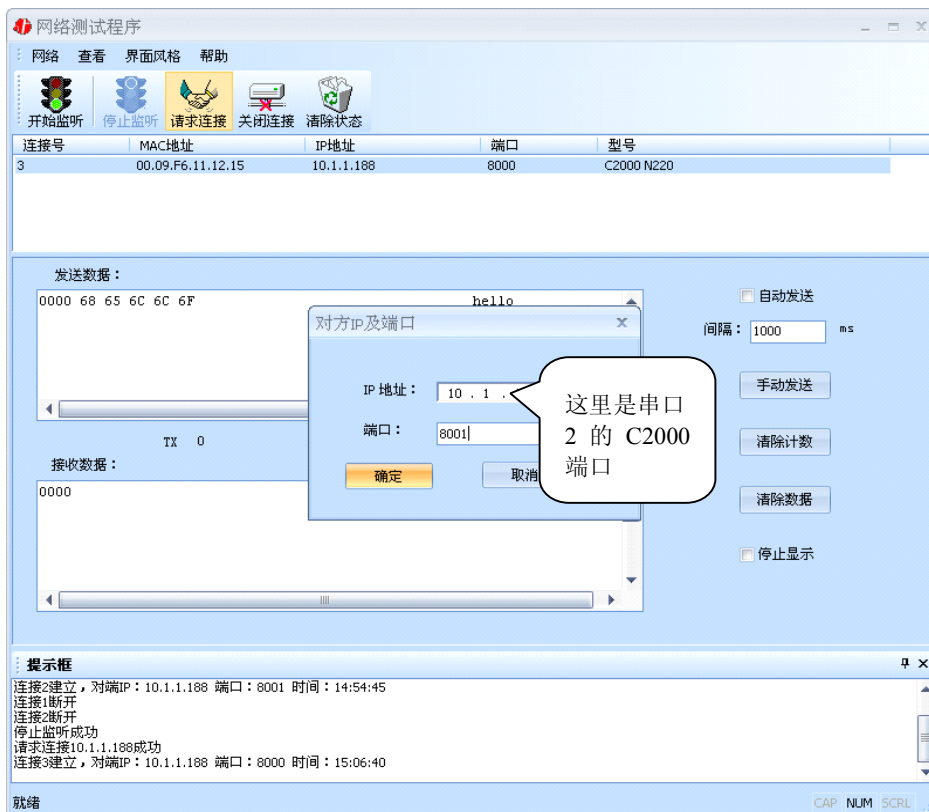 网络测试程序
网络 查看 界面风格 帮助
开始监听 停止监听 请求连接 关闭连接 清除状态
连接号 MAC地址 IP地址 端口 型号
3 00.09.F6.11.12.15 10.1.1.188 8000 C2000 N220
发送数据：
0000 68 65 6C 6C 6F hello
自动发送
对方IP及端口
间隔： 1000 ms
IP 地址： 10 . 1 .
手动发送
这里是串口
2 的 C2000
端口
端口： 8001
TX 0
清除计数
接收数据：
确定 取消
0000
清除数据
停止显示
提示框
连接2建立，对端IP：10.1.1.188 端口：8001 时间：14:54:45
连接1断开
连接2断开
停止监听成功
请求连接10.1.1.188成功
连接3建立，对端IP：10.1.1.188 端口：8000 时间：15:06:40
就绪 CAP NUM SCRL